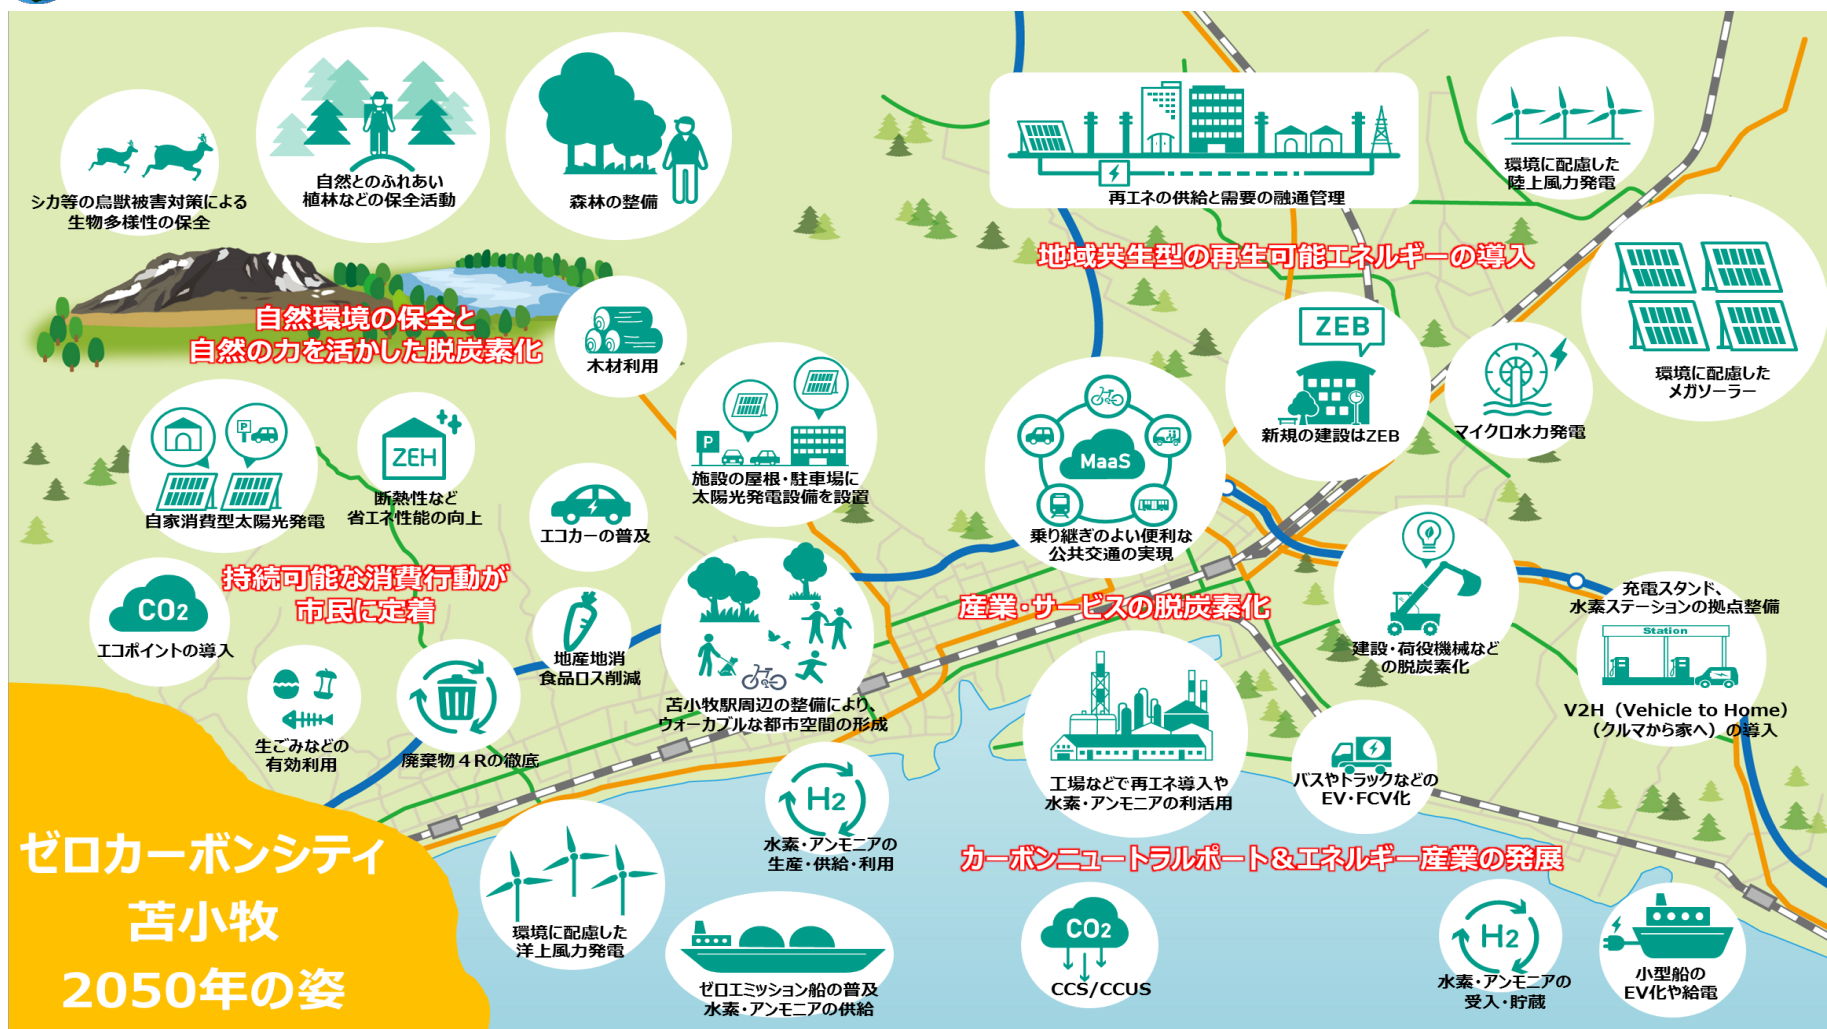 シカ等の鳥獣被害対策による
生物多様性の保全
自然とのふれあい
植林などの保全活動
森林の整備
再エネの供給と需要の融通管理
環境に配慮した
陸上風力発電
地域共生型の再生可能エネルギーの導入
自然環境の保全と
自然の力を活かした脱炭素化
木材利用
ZEB
新規の建設はZEB
マイクロ水力発電
環境に配慮した
メガソーラー
自家消費型太陽光発電
P
ZEH
断熱性など
省エネ性能の向上
エコカーの普及
P
施設の屋根・駐車場に
太陽光発電設備を設置
MaaS
乗り継ぎのよい便利な
公共交通の実現
持続可能な消費行動が
市民に定着
CO2
エコポイントの導入
地産地消
食品ロス削減
産業・サービスの脱炭素化
建設・荷役機械など
の脱炭素化
充電スタンド、
水素ステーションの拠点整備
Station
V2H（Vehicle to Home）
（クルマから家へ）の導入
生ごみなどの
有効利用
廃棄物４Rの徹底
苫小牧駅周辺の整備により、
ウォーカブルな都市空間の形成
工場などで再エネ導入や
水素・アンモニアの利活用
バスやトラックなどの
EV・FCV化
H2
水素・アンモニアの
生産・供給・利用
カーボンニュートラルポート＆エネルギー産業の発展
環境に配慮した
洋上風力発電
ゼロエミッション船の普及
水素・アンモニアの供給
CO2
CCS/CCUS
H2
水素・アンモニアの
受入・貯蔵
小型船の
EV化や給電
ゼロカーボンシティ
苫小牧
2050年の姿